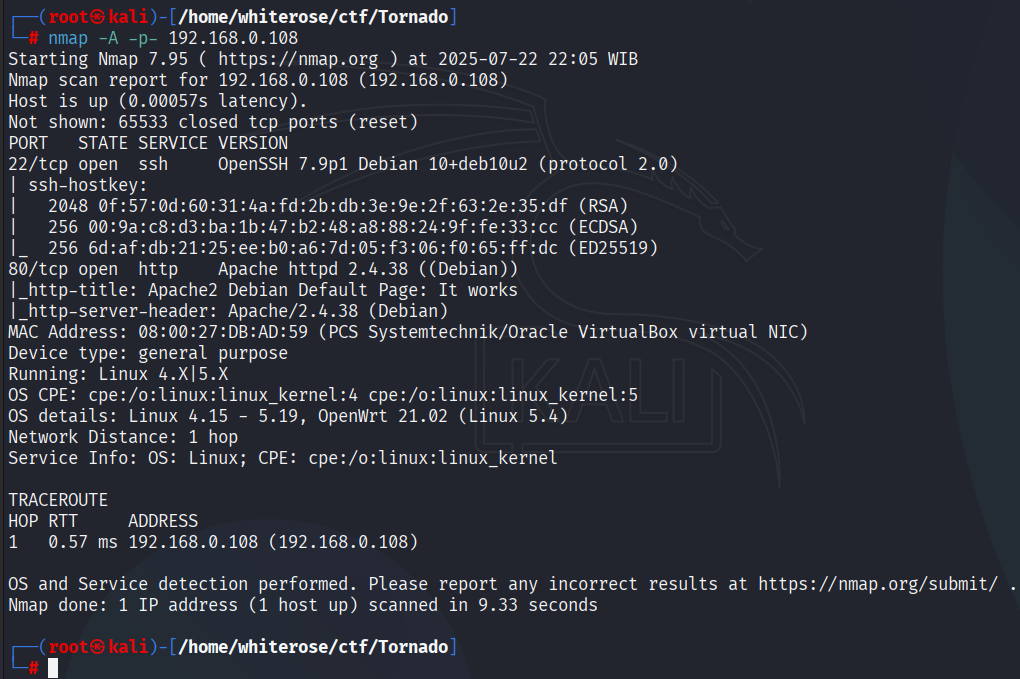 ┌──(root㉿kali)-[/home/whiterose/ctf/Tornado]
└─# nmap -A -p- 192.168.0.108
Starting Nmap 7.95 ( https://nmap.org ) at 2025-07-22 22:05 WIB
Nmap scan report for 192.168.0.108 (192.168.0.108)
Host is up (0.00057s latency).
Not shown: 65533 closed tcp ports (reset)
PORT   STATE SERVICE VERSION
22/tcp open  ssh     OpenSSH 7.9p1 Debian 10+deb10u2 (protocol 2.0)
| ssh-hostkey:
|   2048 0f:57:0d:60:31:4a:fd:2b:db:3e:9e:2f:63:2e:35:df (RSA)
|   256 00:9a:c8:d3:ba:1b:47:b2:48:a8:88:24:9f:fe:33:cc (ECDSA)
|_  256 6d:af:db:21:25:ee:b0:a6:7d:05:f3:06:f0:65:ff:dc (ED25519)
80/tcp open  http    Apache httpd 2.4.38 ((Debian))
|_http-title: Apache2 Debian Default Page: It works
|_http-server-header: Apache/2.4.38 (Debian)
MAC Address: 08:00:27:DB:AD:59 (PCS Systemtechnik/Oracle VirtualBox virtual NIC)
Device type: general purpose
Running: Linux 4.X|5.X
OS CPE: cpe:/o:linux:linux_kernel:4 cpe:/o:linux:linux_kernel:5
OS details: Linux 4.15 - 5.19, OpenWrt 21.02 (Linux 5.4)
Network Distance: 1 hop
Service Info: OS: Linux; CPE: cpe:/o:linux:linux_kernel
KALI
TRACEROUTE
HOP RTT     ADDRESS
1   0.57 ms 192.168.0.108 (192.168.0.108)
OS and Service detection performed. Please report any incorrect results at https://nmap.org/submit/ .
Nmap done: 1 IP address (1 host up) scanned in 9.33 seconds
┌──(root㉿kali)-[/home/whiterose/ctf/Tornado]
└─#